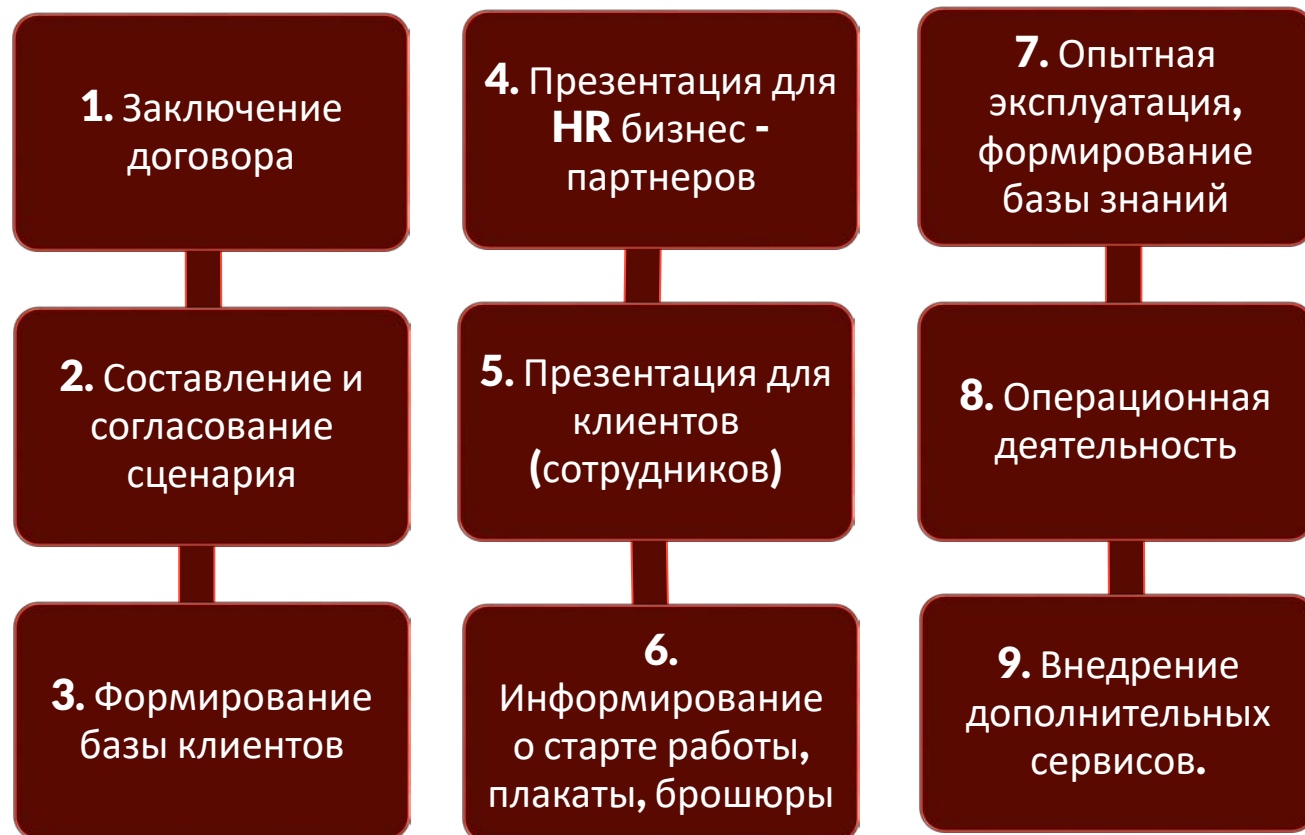 1. Заключение
договора
2. Составление и
согласование
сценария
3. Формирование
базы клиентов
4. Презентация для
HR бизнес -
партнеров
5. Презентация для
клиентов
(сотрудников)
6.
Информирование
о старте работы,
плакаты, брошюры
7. Опытная
эксплуатация,
формирование
базы знаний
8. Операционная
деятельность
9. Внедрение
дополнительных
сервисов.